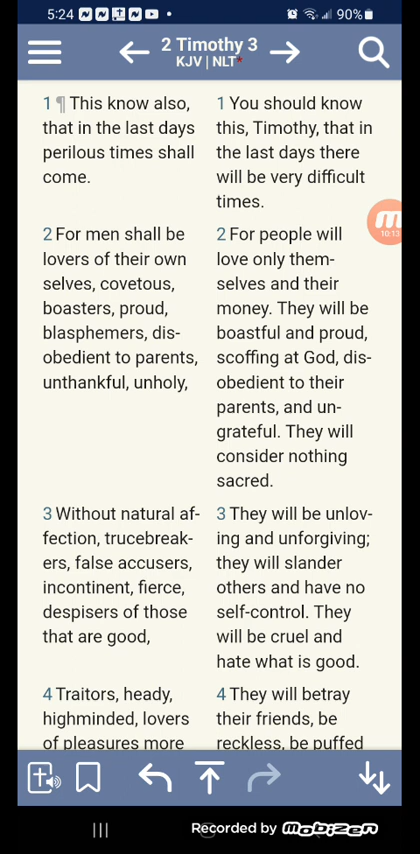 5:24
90%
2 Timothy 3
KJV | NLT*
1 ¶ This know also,
that in the last days
perilous times shall
come.
2 For men shall be
lovers of their own
selves, covetous,
boasters, proud,
blasphemers, dis-
obedient to parents,
unthankful, unholy,
3 Without natural af-
fection, trucebreak-
ers, false accusers,
incontinent, fierce,
despisers of those
that are good,
4 Traitors, heady,
highminded, lovers
of pleasures more
1 You should know
this, Timothy, that in
the last days there
will be very difficult
times.
2 For people will
love only them-
selves and their
money. They will be
boastful and proud,
scoffing at God, dis-
obedient to their
parents, and un-
grateful. They will
consider nothing
sacred.
3 They will be unlov-
ing and unforgiving;
they will slander
others and have no
self-control. They
will be cruel and
hate what is good.
4 They will betray
their friends, be
reckless, be puffed
10:13
Recorded by Mobizen